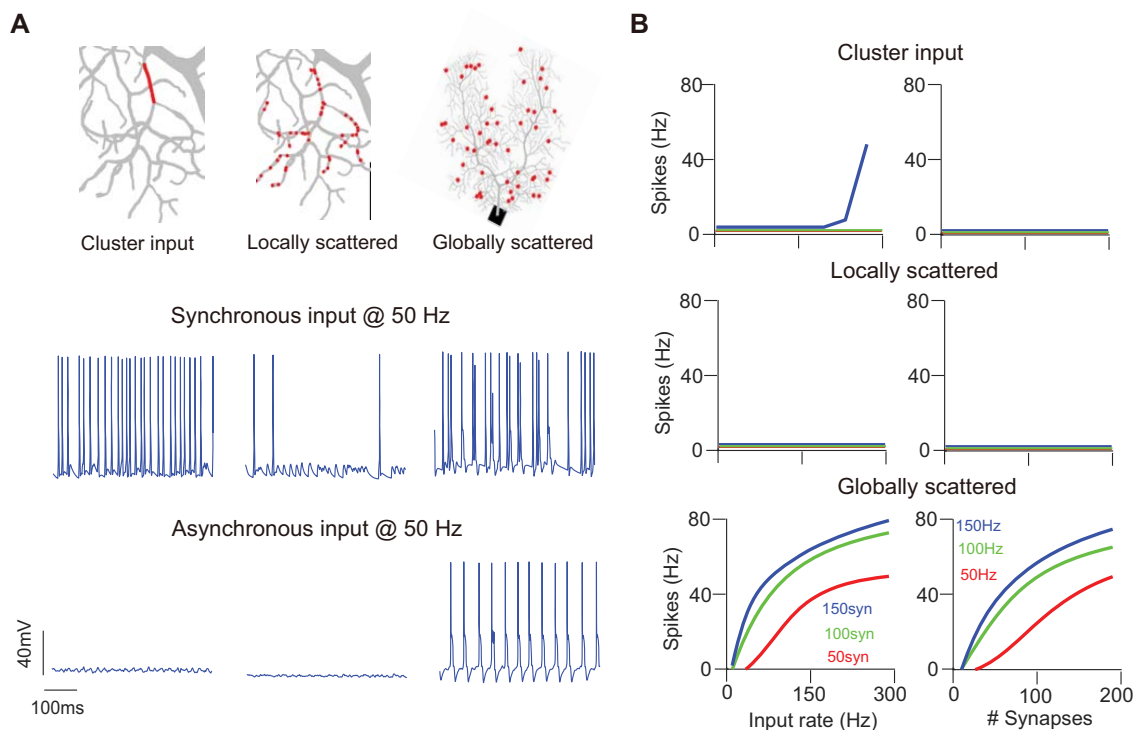 A
Cluster input
Locally scattered
Globally scattered
Synchronous input @ 50 Hz
Asynchronous input @ 50 Hz
40mV
100ms
B
Cluster input
Spikes (Hz)
80
40
0
80
40
0
Locally scattered
Spikes (Hz)
80
40
0
80
40
0
Globally scattered
Spikes (Hz)
80
40
0
150syn
100syn
50syn
0 150 300
Input rate (Hz)
80
40
0
150Hz
100Hz
50Hz
0 100 200
# Synapses